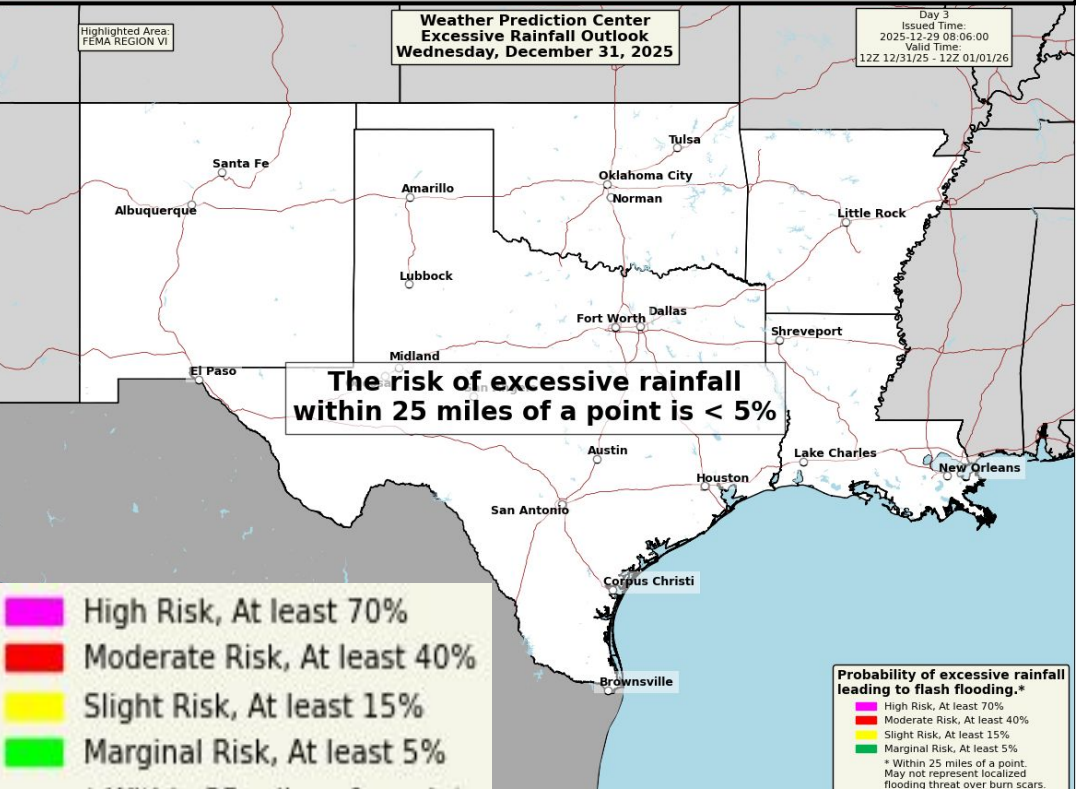 Highlighted Area:
FEMA REGION VI
Weather Prediction Center
Excessive Rainfall Outlook
Wednesday, December 31, 2025
Day 3
Issued Time:
2025-12-29 08:06:00
Valid Time:
12Z 12/31/25 - 12Z 01/01/26
Tulsa
Santa Fe
Oklahoma City
Amarillo
Norman
Albuquerque
Little Rock
Lubbock
Dallas
Fort Worth
Shreveport
Midland
El Paso
The risk of excessive rainfall
within 25 miles of a point is < 5%
Austin
Lake Charles
New Orleans
Houston
San Antonio
Corpus Christi
Brownsville
High Risk, At least 70%
Moderate Risk, At least 40%
Slight Risk, At least 15%
Marginal Risk, At least 5%
Probability of excessive rainfall
leading to flash flooding.*
High Risk, At least 70%
Moderate Risk, At least 40%
Slight Risk, At least 15%
Marginal Risk, At least 5%
* Within 25 miles of a point.
May not represent localized
flooding threat over burn scars.